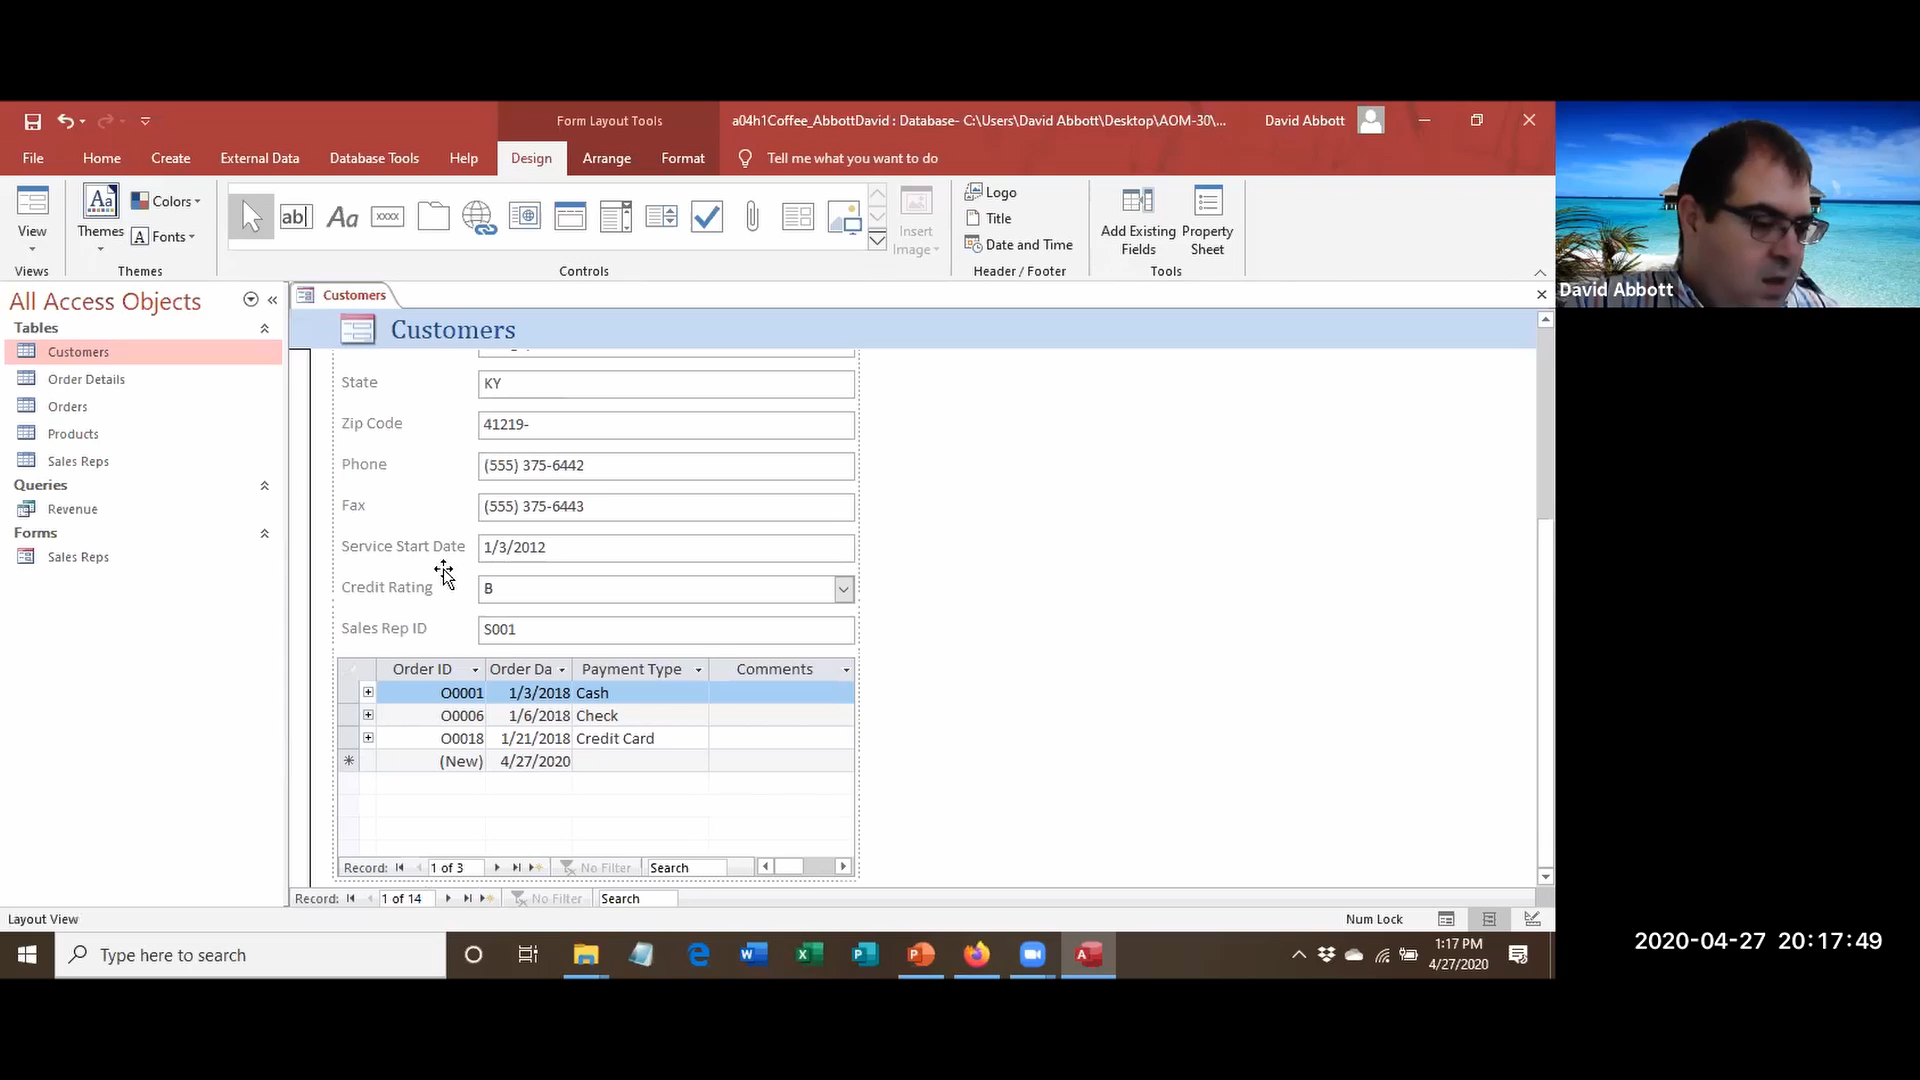 Form Layout Tools
a04h1Coffee_AbbottDavid : Database- C:\Users\David Abbott\Desktop\AOM-30\...
David Abbott
File Home Create External Data Database Tools Help Design Arrange Format Tell me what you want to do
View
Views
Aa
Themes
Colors
Fonts
Themes
ab|
Aa
xxxx
Controls
Insert
Image
Logo
Title
Date and Time
Header / Footer
Add Existing
Fields
Property
Sheet
Tools
David Abbott
All Access Objects
Tables
Customers
Order Details
Orders
Products
Sales Reps
Queries
Revenue
Forms
Sales Reps
Customers
Customers
State KY
Zip Code 41219-
Phone (555) 375-6442
Fax (555) 375-6443
Service Start Date 1/3/2012
Credit Rating B
Sales Rep ID S001
Order ID Order Da Payment Type Comments
O0001 1/3/2018 Cash
O0006 1/6/2018 Check
O0018 1/21/2018 Credit Card
(New) 4/27/2020
Record: 1 of 3 No Filter Search
Record: 1 of 14 No Filter Search
Layout View
Num Lock
Type here to search
1:17 PM
4/27/2020
2020-04-27 20:17:49